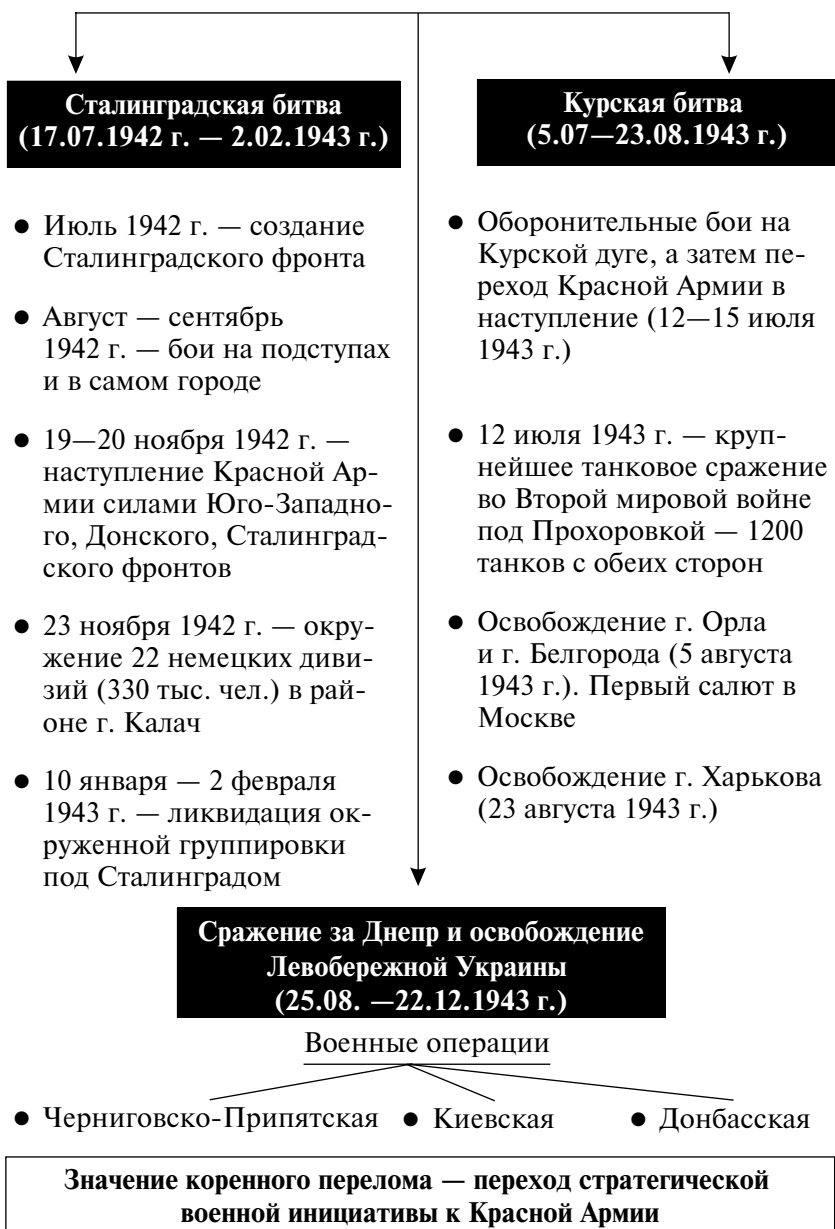 Сталинградская битва
(17.07.1942 г. — 2.02.1943 г.)
● Июль 1942 г. — создание
Сталинградского фронта
● Август — сентябрь
1942 г. — бои на подступах
и в самом городе
● 19—20 ноября 1942 г. —
наступление Красной Ар-
мии силами Юго-Западно-
го, Донского, Сталинград-
ского фронтов
● 23 ноября 1942 г. — окру-
жение 22 немецких диви-
зий (330 тыс. чел.) в рай-
оне г. Калач
● 10 января — 2 февраля
1943 г. — ликвидация ок-
руженной группировки
под Сталинградом
Курская битва
(5.07—23.08.1943 г.)
● Оборонительные бои на
Курской дуге, а затем пе-
реход Красной Армии в
наступление (12—15 июля
1943 г.)
● 12 июля 1943 г. — круп-
нейшее танковое сражение
во Второй мировой войне
под Прохоровкой — 1200
танков с обеих сторон
● Освобождение г. Орла
и г. Белгорода (5 августа
1943 г.). Первый салют в
Москве
● Освобождение г. Харькова
(23 августа 1943 г.)
Сражение за Днепр и освобождение
Левобережной Украины
(25.08. —22.12.1943 г.)
Военные операции
● Черниговско-Припятская ● Киевская ● Донбасская
Значение коренного перелома — переход стратегической
военной инициативы к Красной Армии